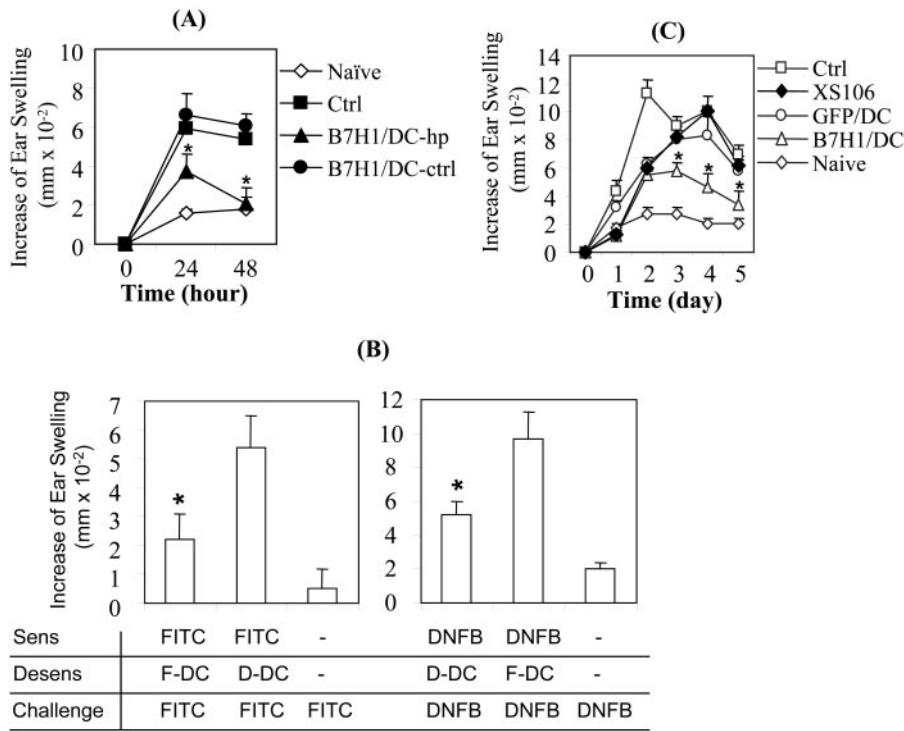 (A)
Increase of Ear Swelling
(mm x 10⁻²)
10
8
6
4
2
0
*
*
0 24 48
Time (hour)
Naïve
Ctrl
B7H1/DC-hp
B7H1/DC-ctrl
(C)
Increase of Ear Swelling
(mm x 10⁻²)
14
12
10
8
6
4
2
0
* * *
0 1 2 3 4 5
Time (day)
Ctrl
XS106
GFP/DC
B7H1/DC
Naive
(B)
Increase of Ear Swelling
(mm x 10⁻²)
7
6
5
4
3
2
1
0
*
12
10
8
6
4
2
0
*
Sens FITC FITC - DNFB DNFB -
Desens F-DC D-DC - D-DC F-DC -
Challenge FITC FITC FITC DNFB DNFB DNFB